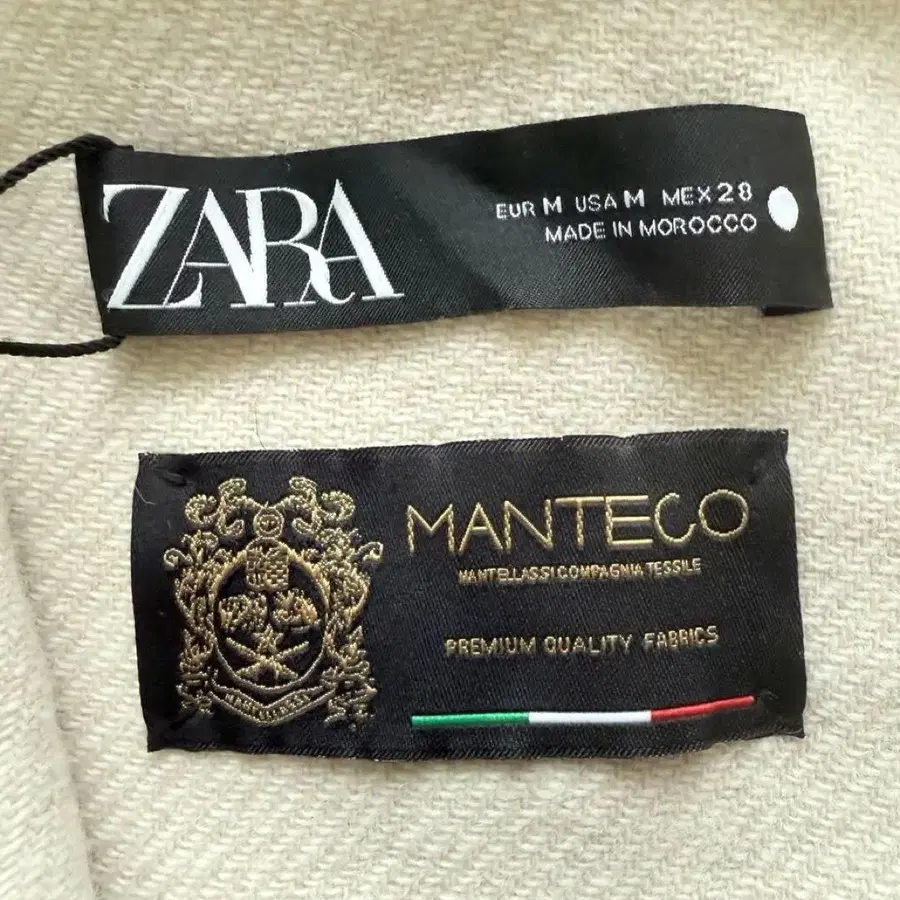 ZARA
EUR M USA M MEX 28
MADE IN MOROCCO
MANTECO
MANTELLASSI COMPAGNIA TESSILE
PREMIUM QUALITY FABRICS